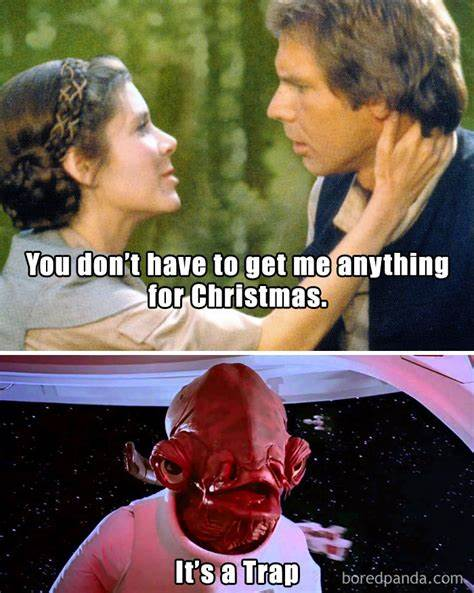 You don't have to get me anything
for Christmas.
It's a Trap
boredpanda.com